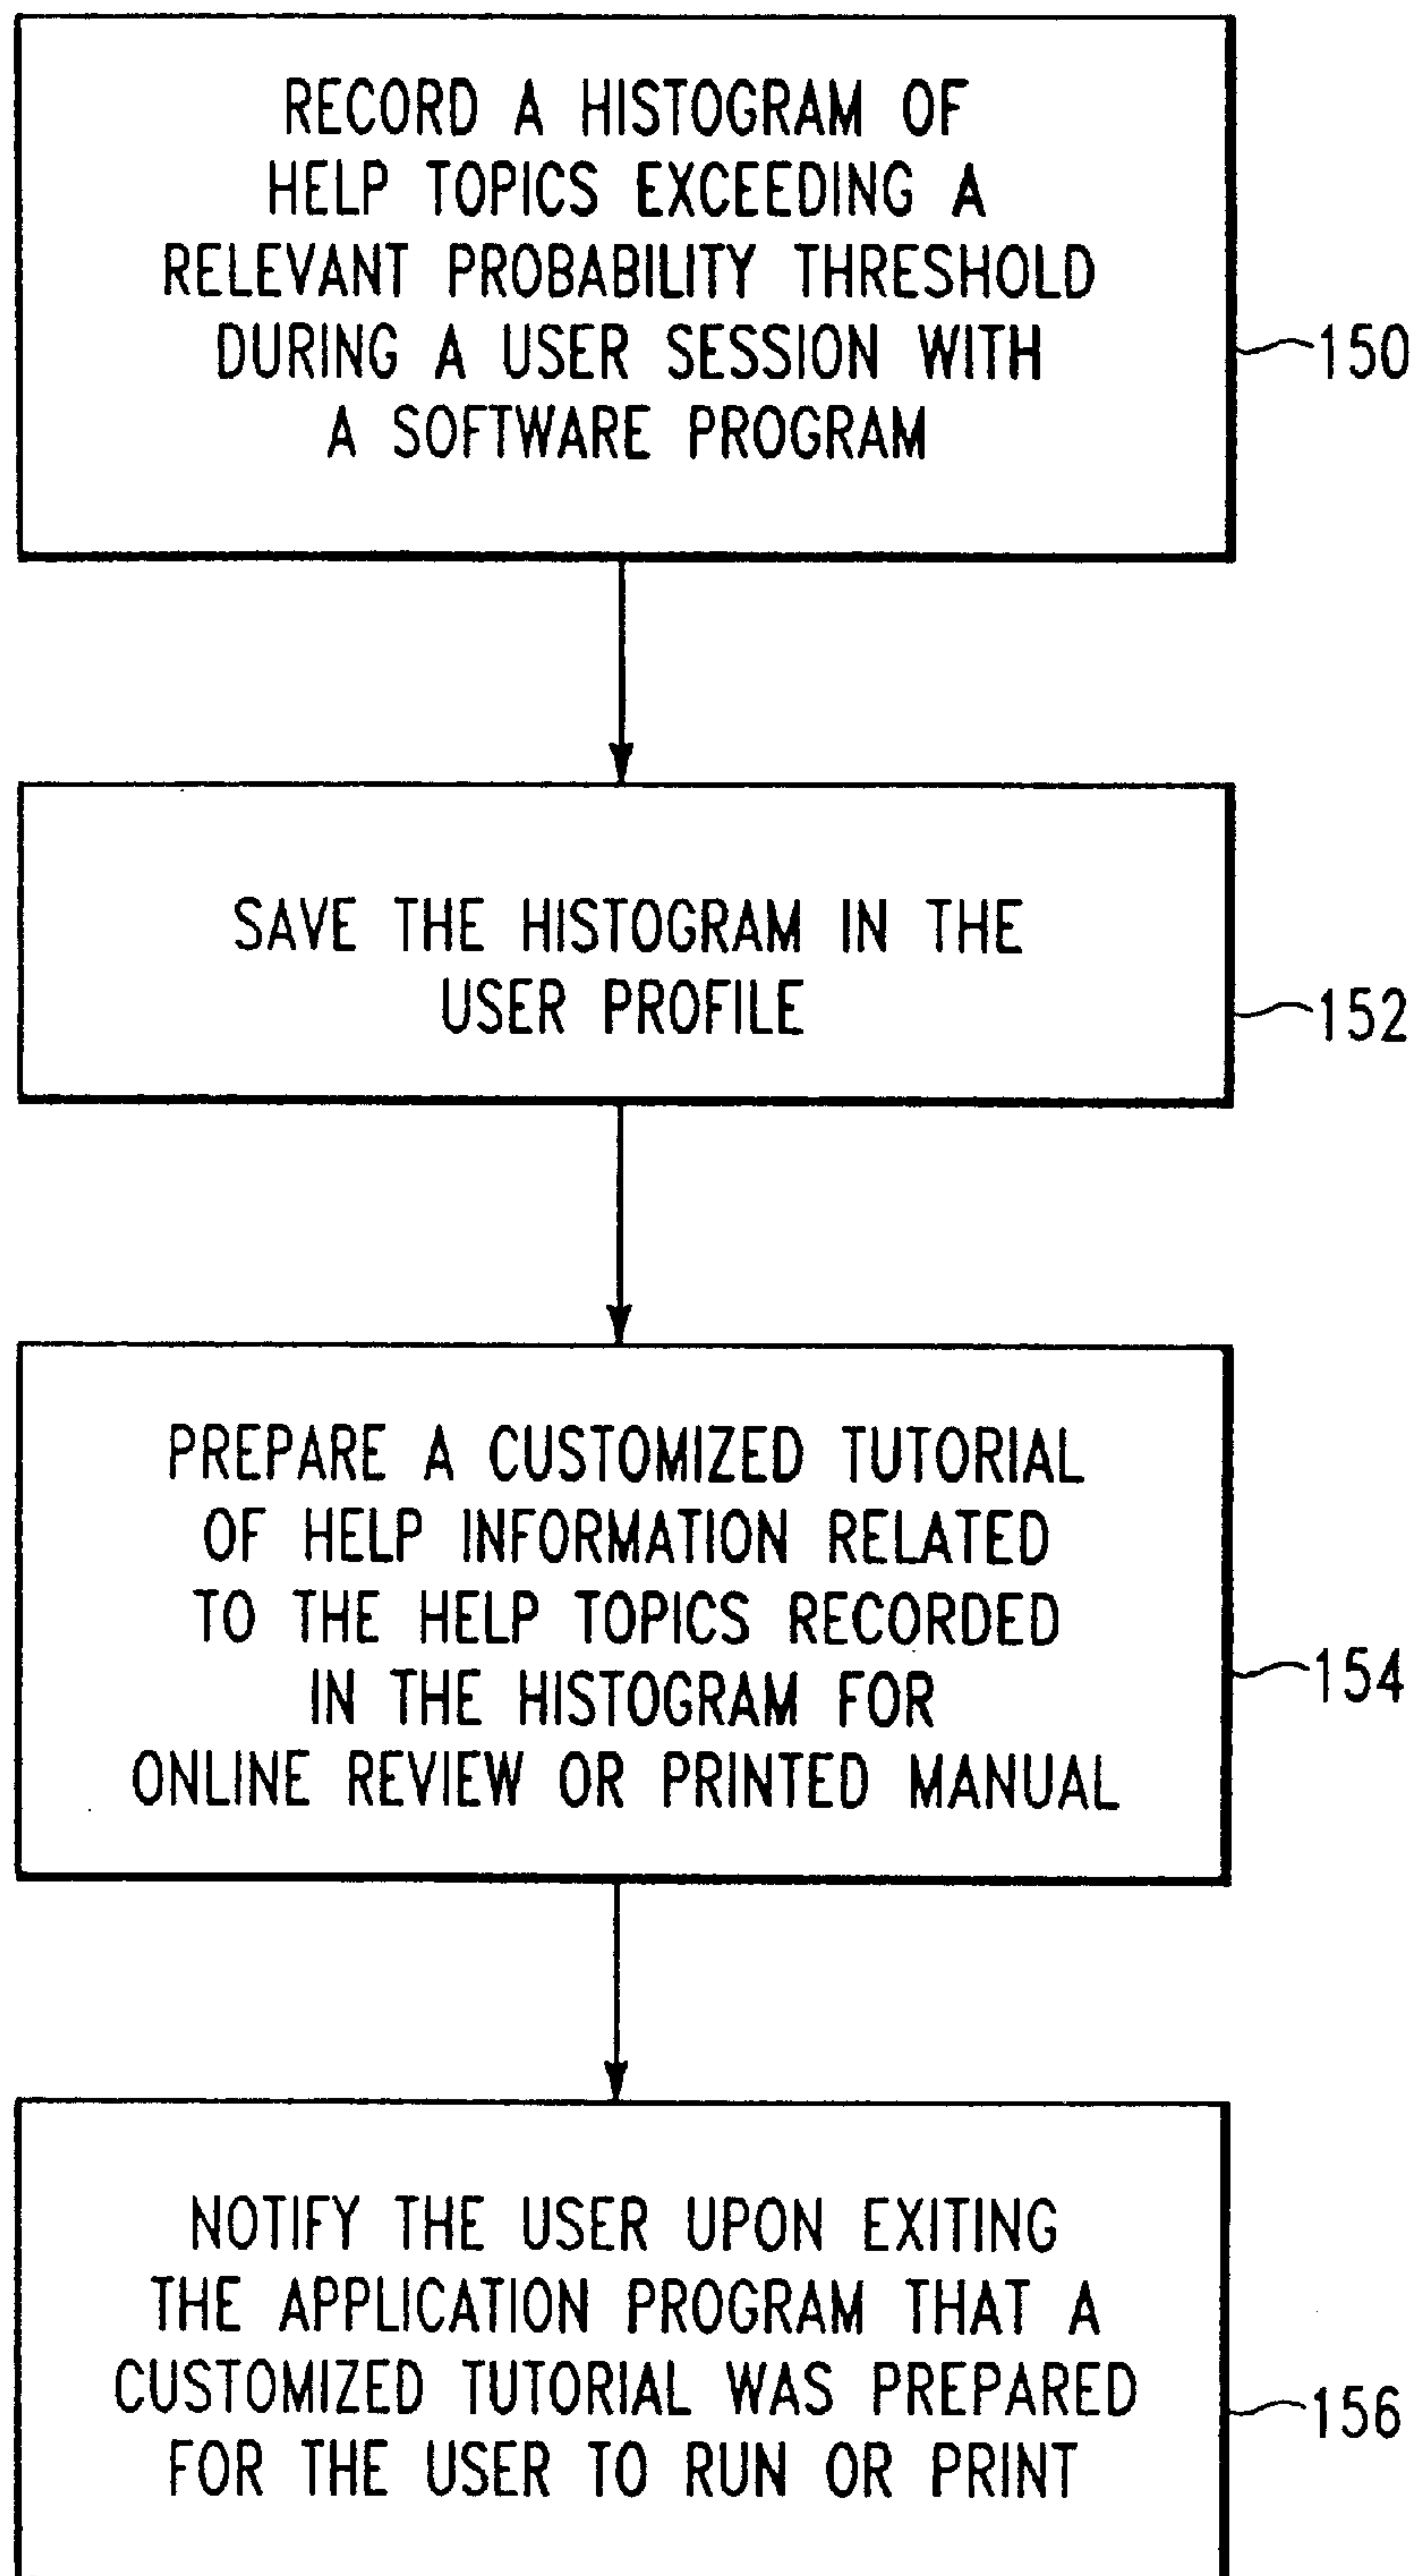 RECORD A HISTOGRAM OF
HELP TOPICS EXCEEDING A
RELEVANT PROBABILITY THRESHOLD
DURING A USER SESSION WITH
A SOFTWARE PROGRAM
150
SAVE THE HISTOGRAM IN THE
USER PROFILE
152
PREPARE A CUSTOMIZED TUTORIAL
OF HELP INFORMATION RELATED
TO THE HELP TOPICS RECORDED
IN THE HISTOGRAM FOR
ONLINE REVIEW OR PRINTED MANUAL
154
NOTIFY THE USER UPON EXITING
THE APPLICATION PROGRAM THAT A
CUSTOMIZED TUTORIAL WAS PREPARED
FOR THE USER TO RUN OR PRINT
156